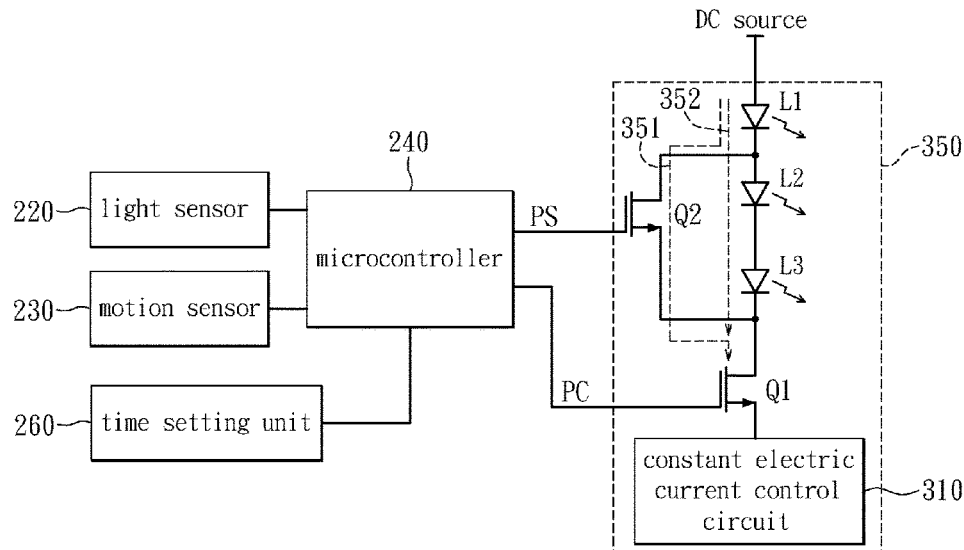 DC source
352
L1
351
350
240
L2
220
light sensor
PS
Q2
microcontroller
L3
230
motion sensor
PC
Q1
260
time setting unit
constant electric
current control
circuit
310